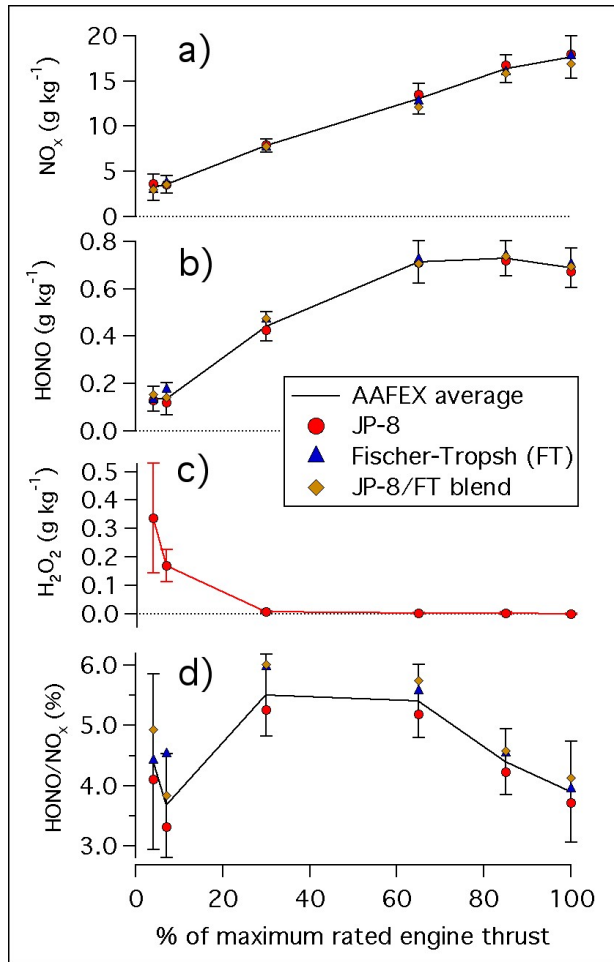 a)
20
15
10
5
0
NOx (g kg-1)
b)
0.8
0.6
0.4
0.2
0.0
HONO (g kg-1)
AAFEX average
JP-8
Fischer-Tropsh (FT)
JP-8/FT blend
c)
0.5
0.4
0.3
0.2
0.1
0.0
H2O2 (g kg-1)
d)
6.0
5.0
4.0
3.0
HONO/NOx (%)
0 20 40 60 80 100
% of maximum rated engine thrust